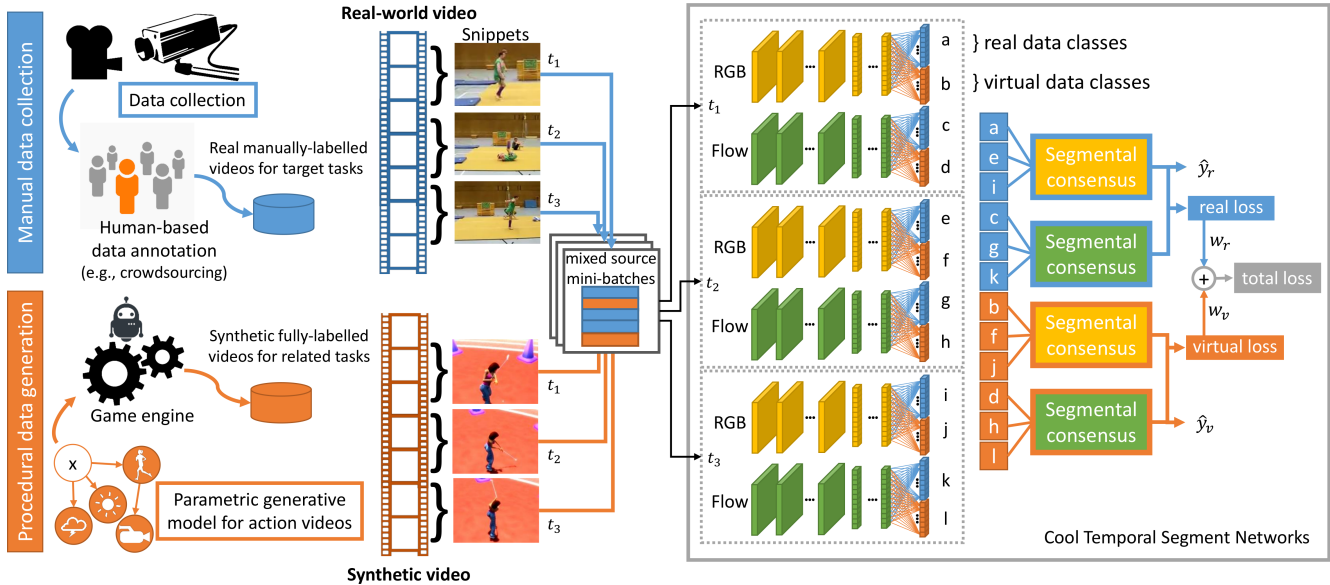 Manual data collection
Data collection
Human-based
data annotation
(e.g., crowdsourcing)
Real manually-labelled
videos for target tasks
Procedural data generation
Game engine
Synthetic fully-labelled
videos for related tasks
x
Parametric generative
model for action videos
Real-world video
Snippets
t₁
t₂
t₃
mixed source
mini-batches
t₁
t₂
t₃
Synthetic video
t₁
RGB
a
b
Flow
c
d
t₂
RGB
e
f
Flow
g
h
t₃
RGB
i
j
Flow
k
l
} real data classes
} virtual data classes
a
e
i
c
g
k
b
f
j
d
h
l
Segmental
consensus
Segmental
consensus
Segmental
consensus
Segmental
consensus
ŷᵣ
real loss
wᵣ
+
total loss
wᵥ
virtual loss
ŷᵥ
Cool Temporal Segment Networks